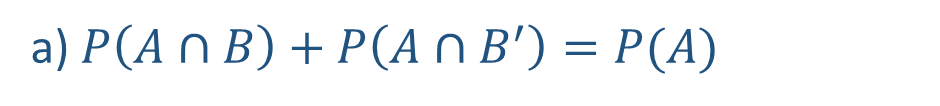 a) P(A ∩ B) + P(A ∩ B′) = P(A)